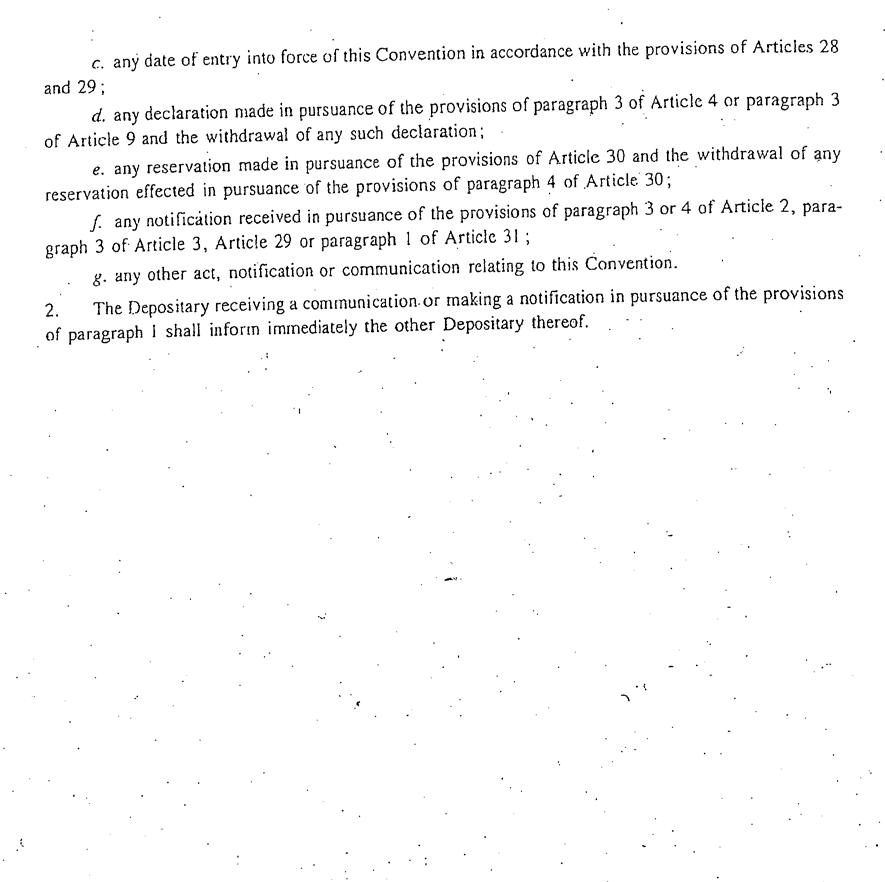 c. any date of entry into force of this Convention in accordance with the provisions of Articles 28
and 29 ;
d. any declaration made in pursuance of the provisions of paragraph 3 of Article 4 or paragraph 3
of Article 9 and the withdrawal of any such declaration ;
e. any reservation made in pursuance of the provisions of Article 30 and the withdrawal of any
reservation effected in pursuance of the provisions of paragraph 4 of Article 30 ;
f. any notification received in pursuance of the provisions of paragraph 3 or 4 of Article 2, para-
graph 3 of Article 3, Article 29 or paragraph 1 of Article 31 ;
g. any other act, notification or communication relating to this Convention.
2. The Depositary receiving a communication or making a notification in pursuance of the provisions
of paragraph 1 shall inform immediately the other Depositary thereof.